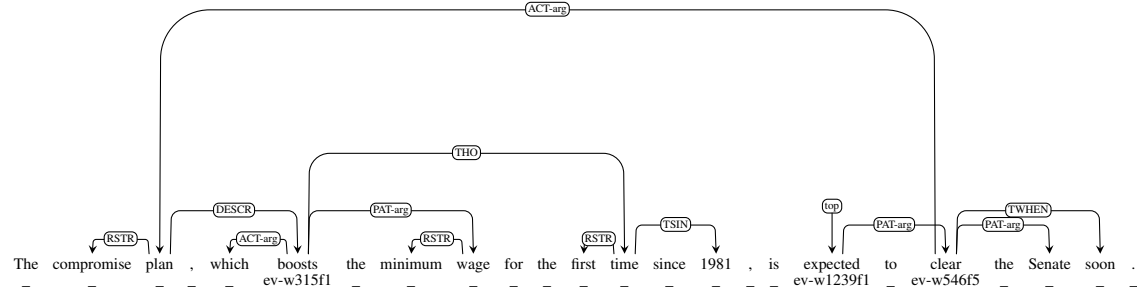 ACT-arg
THO
DESCR PAT-arg top TWHEN
RSTR ACT-arg RSTR RSTR TSIN PAT-arg PAT-arg
The compromise plan , which boosts the minimum wage for the first time since 1981 , is expected to clear the Senate soon .
_ _ _ _ _ ev-w315f1 _ _ _ _ _ _ _ _ _ _ _ ev-w1239f1 _ ev-w546f5 _ _ _ _